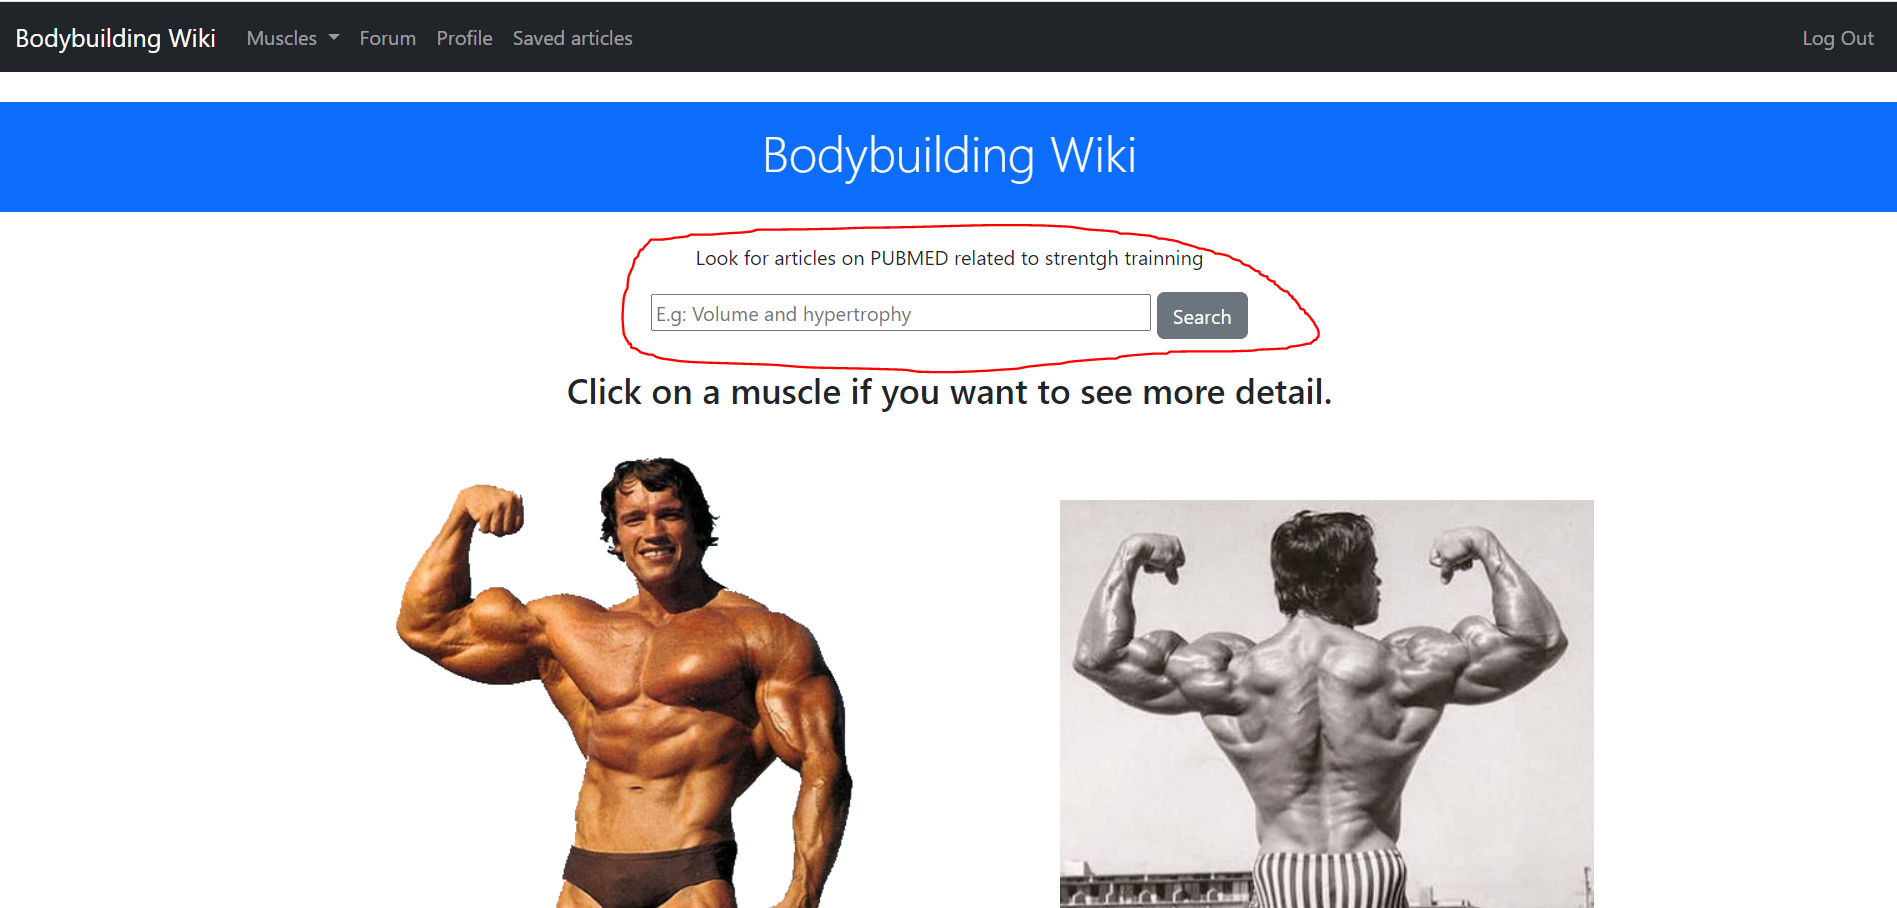 Bodybuilding Wiki Muscles Forum Profile Saved articles Log Out
Bodybuilding Wiki
Look for articles on PUBMED related to strentgh trainning
E.g: Volume and hypertrophy Search
Click on a muscle if you want to see more detail.